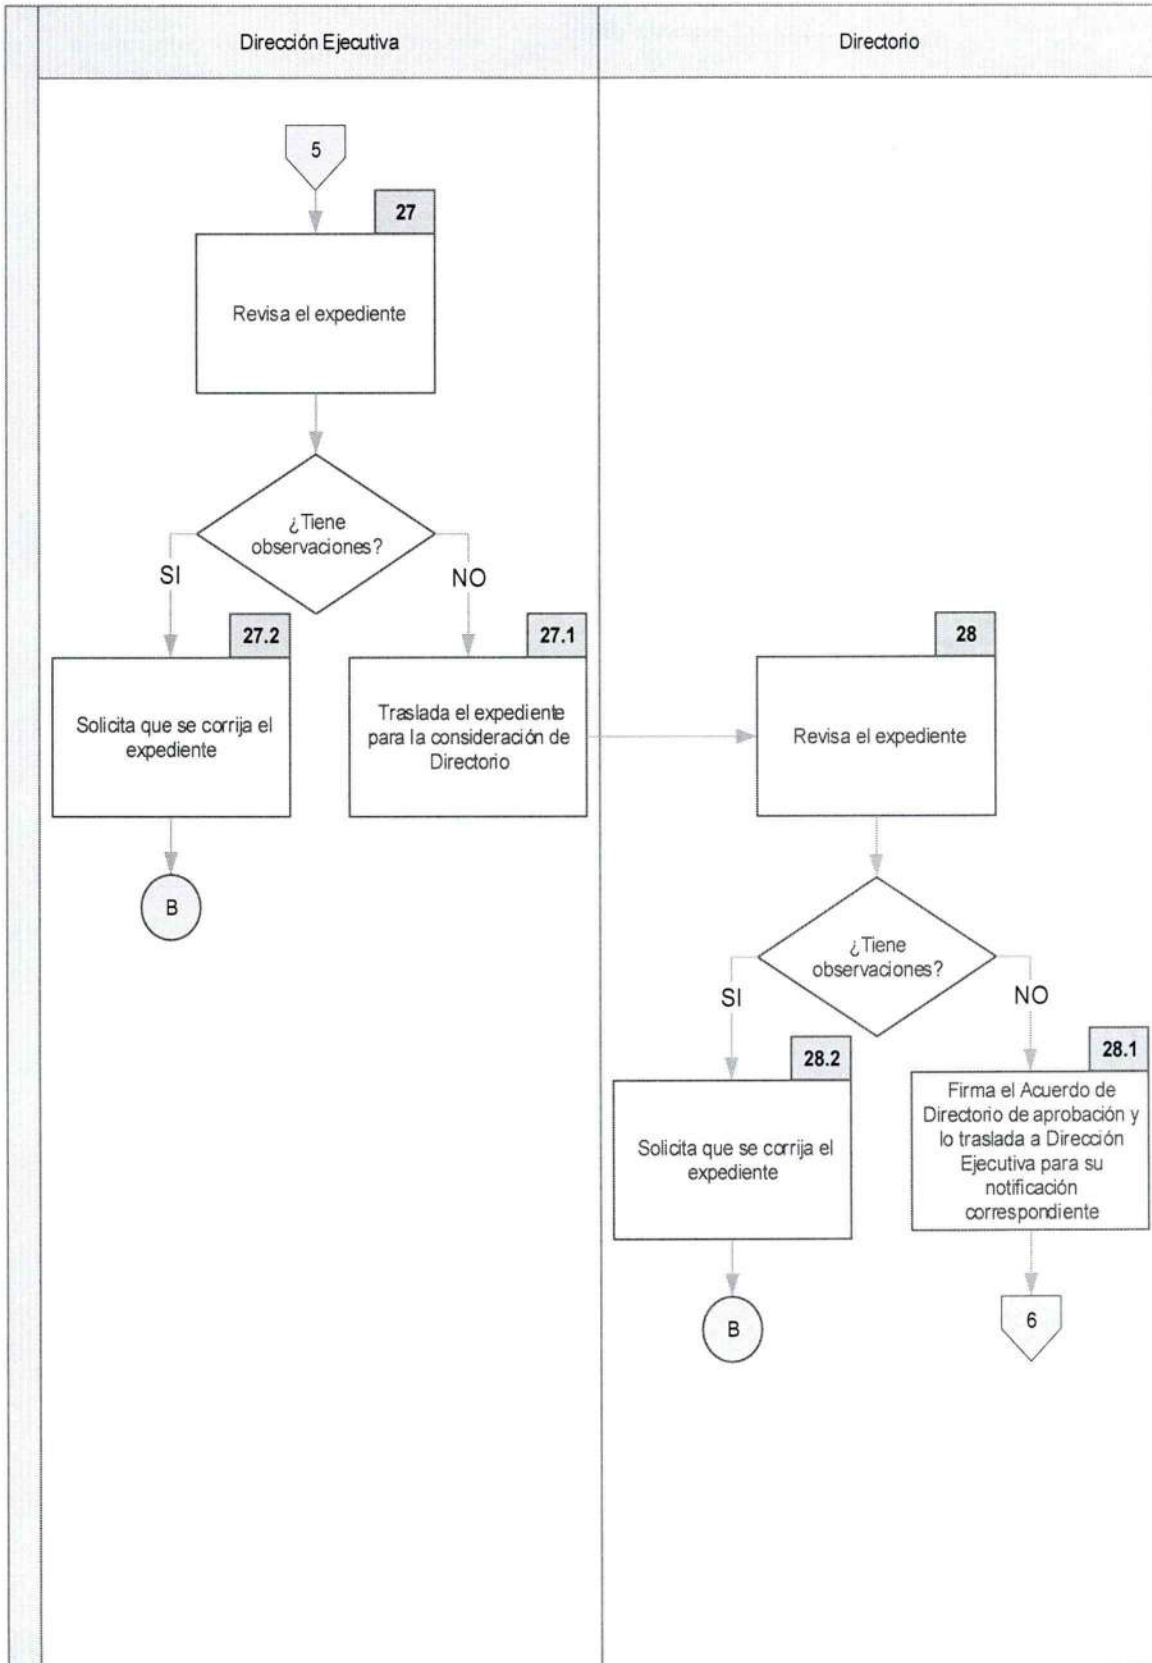 Dirección Ejecutiva
Directorio
5
27
Revisa el expediente
¿Tiene
observaciones?
SI
NO
27.2
Solicita que se corrija el
expediente
27.1
Traslada el expediente
para la consideración de
Directorio
B
28
Revisa el expediente
¿Tiene
observaciones?
SI
NO
28.2
Solicita que se corrija el
expediente
28.1
Firma el Acuerdo de
Directorio de aprobación y
lo traslada a Dirección
Ejecutiva para su
notificación
correspondiente
B
6